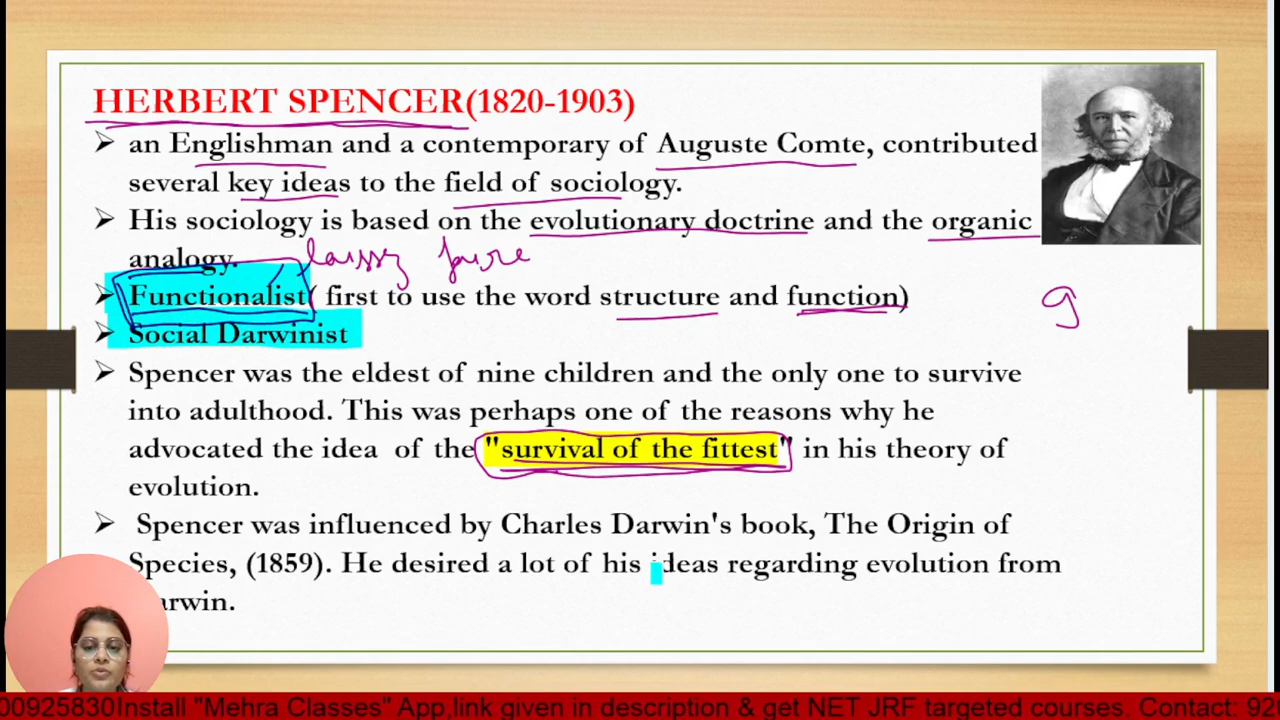 HERBERT SPENCER(1820-1903)
➤ an Englishman and a contemporary of Auguste Comte, contributed
several key ideas to the field of sociology.
➤ His sociology is based on the evolutionary doctrine and the organic
analogy.
➤ Functionalist( first to use the word structure and function)
9
➤ Social Darwinist
➤ Spencer was the eldest of nine children and the only one to survive
into adulthood. This was perhaps one of the reasons why he
advocated the idea of the "survival of the fittest" in his theory of
evolution.
➤ Spencer was influenced by Charles Darwin's book, The Origin of
Species, (1859). He desired a lot of his ideas regarding evolution from
arwin.
00925830Install "Mehra Classes" App,link given in description & get NET JRF targeted courses. Contact: 92